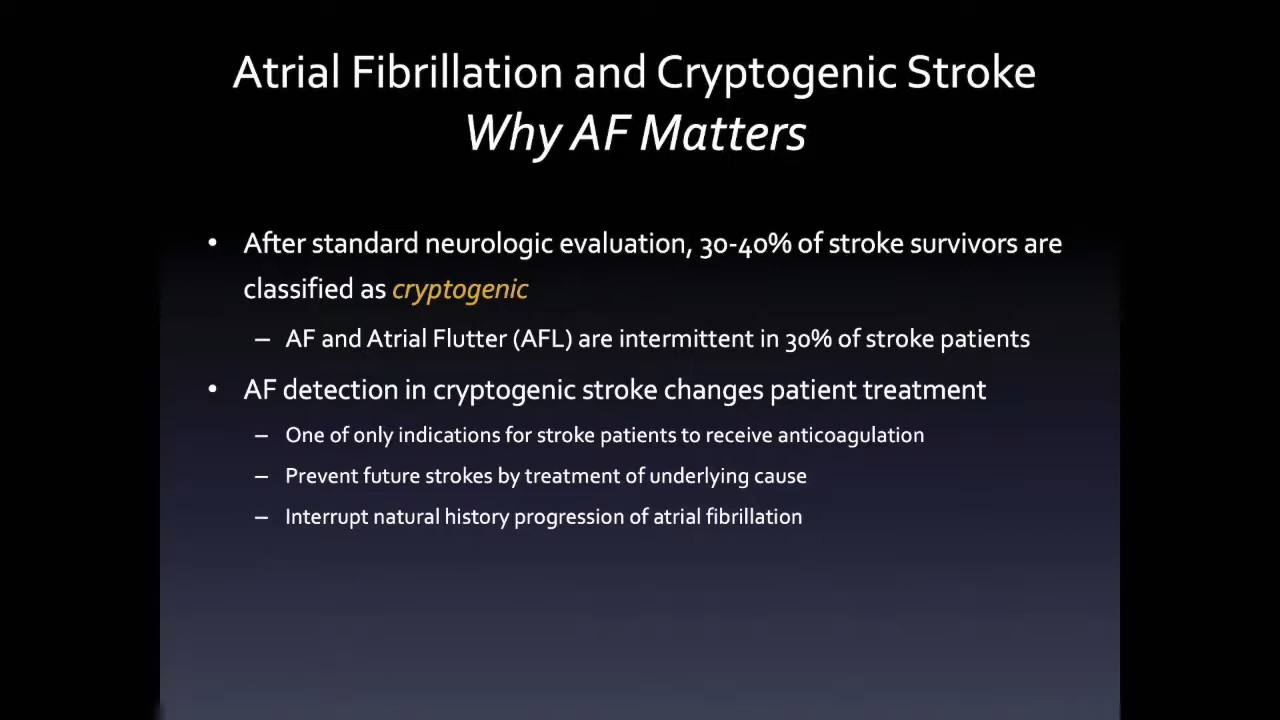 Atrial Fibrillation and Cryptogenic Stroke
Why AF Matters
• After standard neurologic evaluation, 30-40% of stroke survivors are
classified as cryptogenic
– AF and Atrial Flutter (AFL) are intermittent in 30% of stroke patients
• AF detection in cryptogenic stroke changes patient treatment
– One of only indications for stroke patients to receive anticoagulation
– Prevent future strokes by treatment of underlying cause
– Interrupt natural history progression of atrial fibrillation